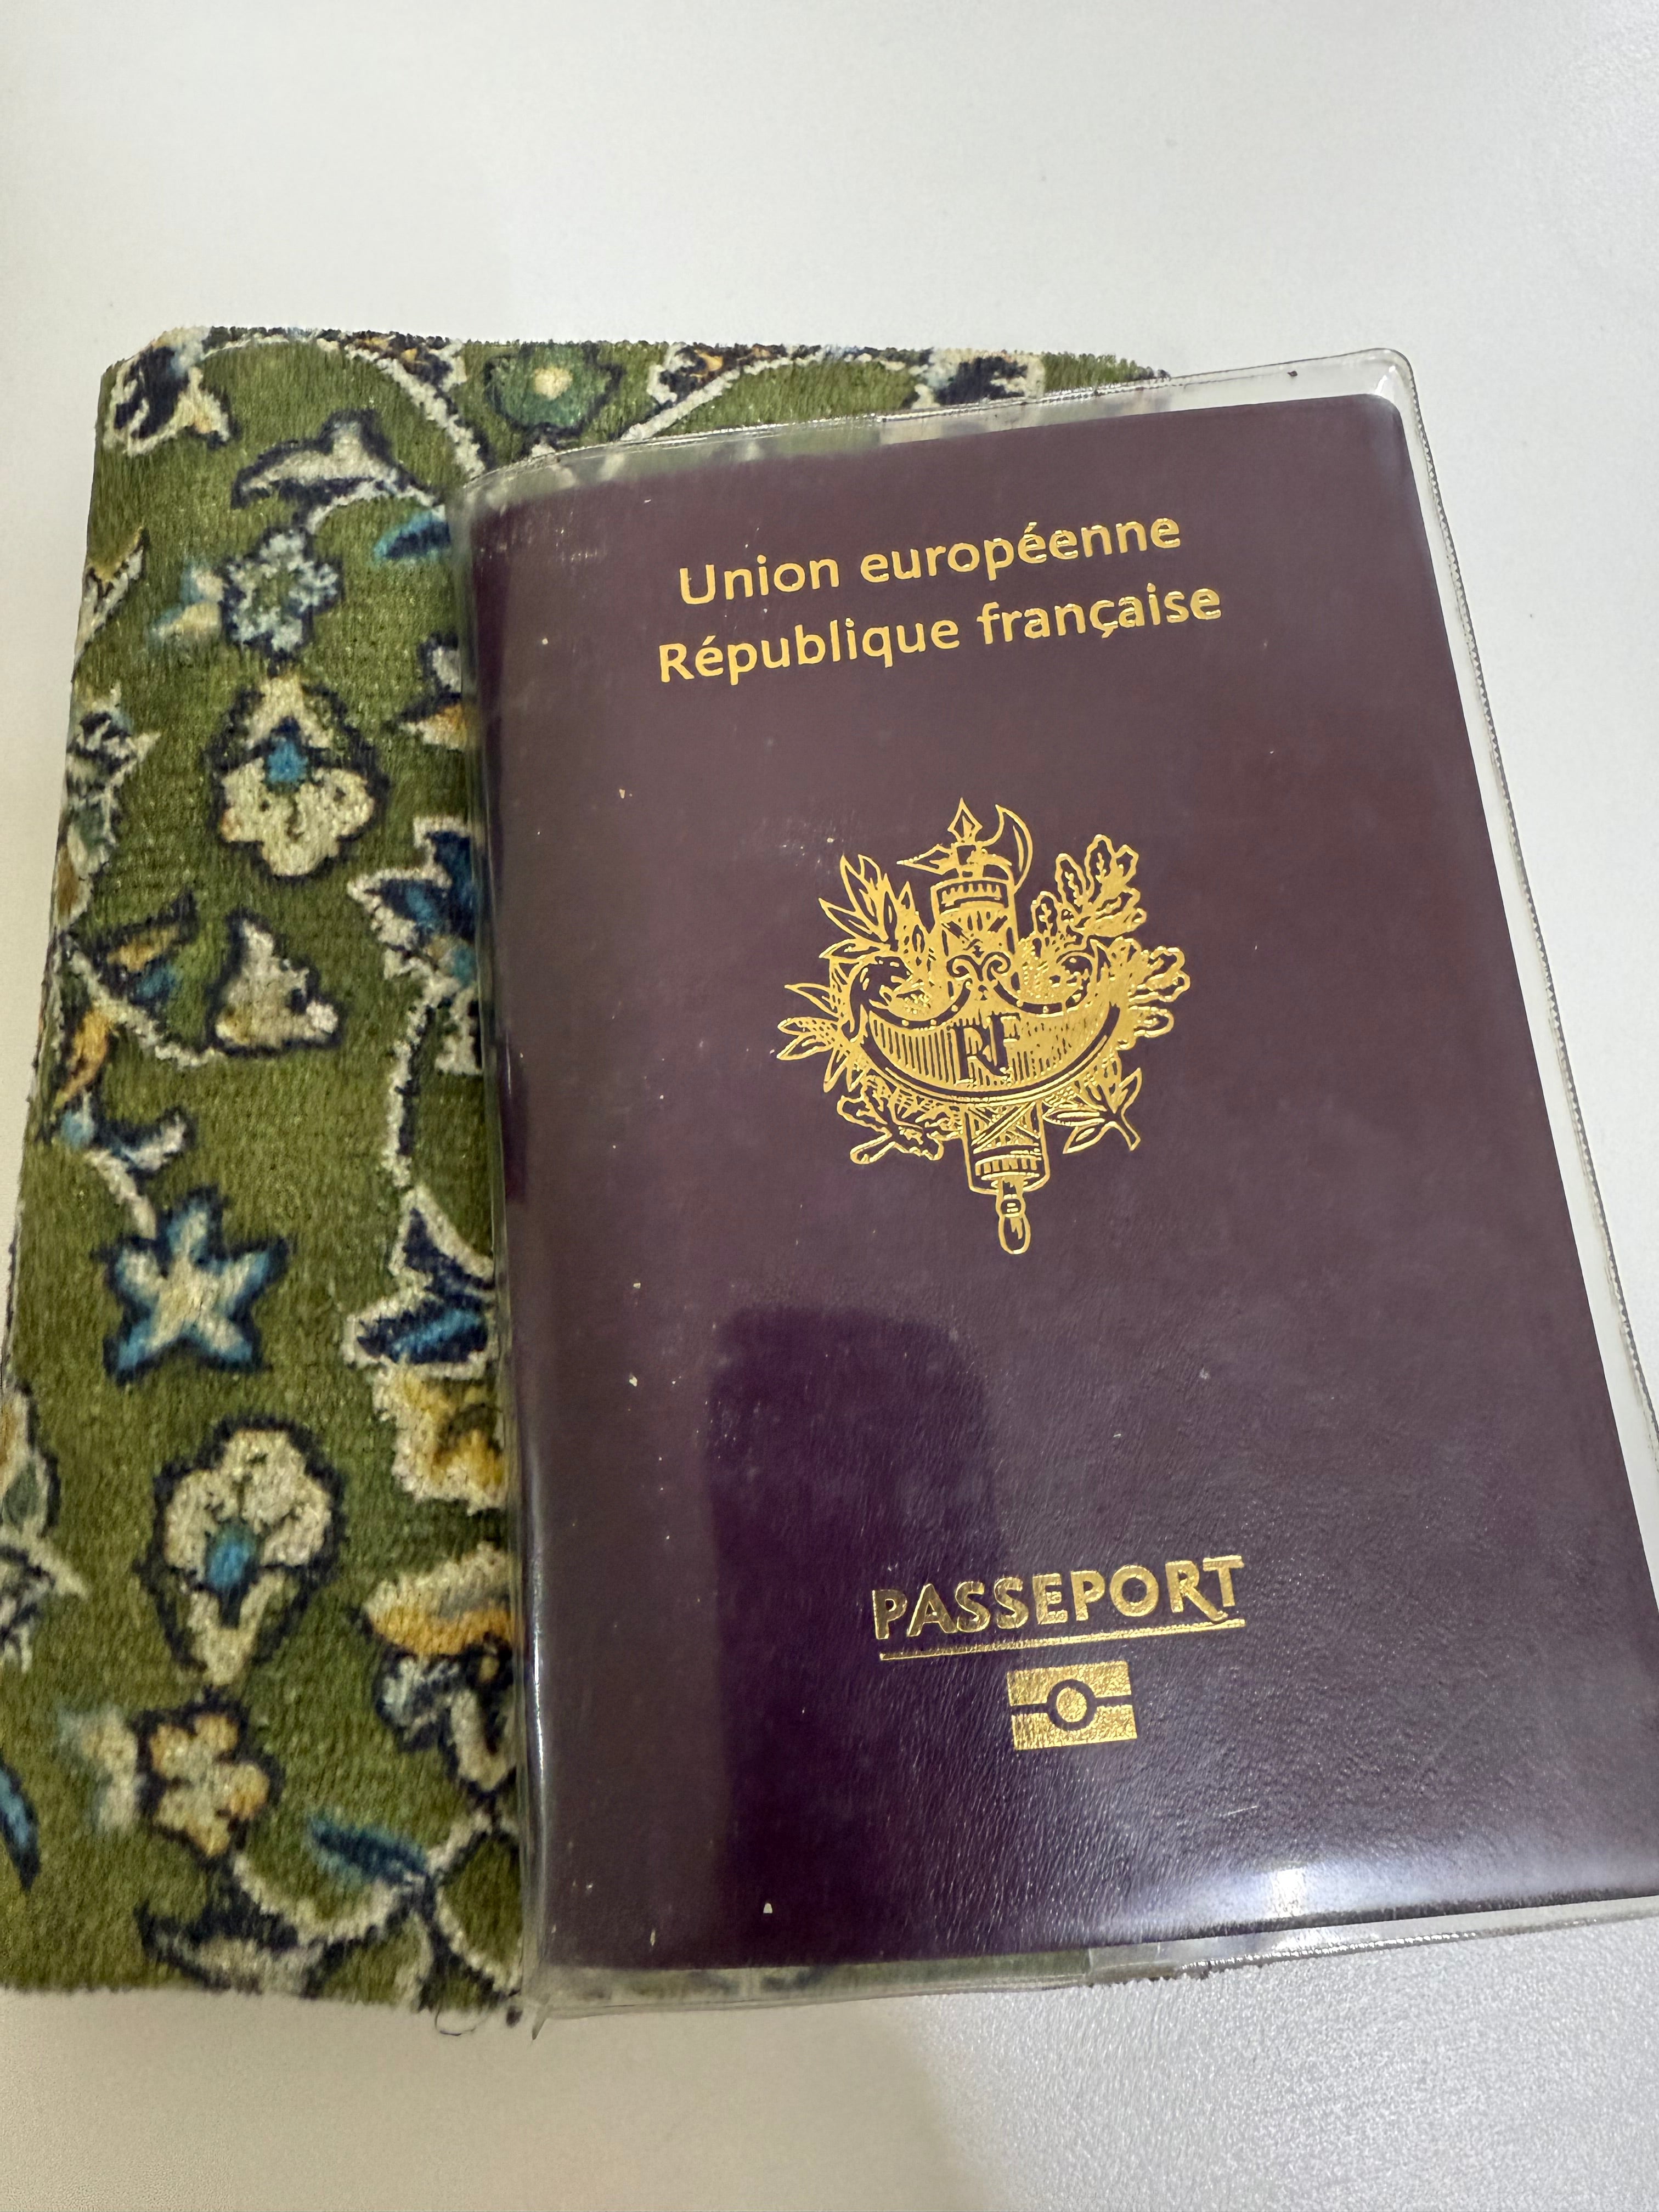 Union européenne
République française
RF
PASSEPORT